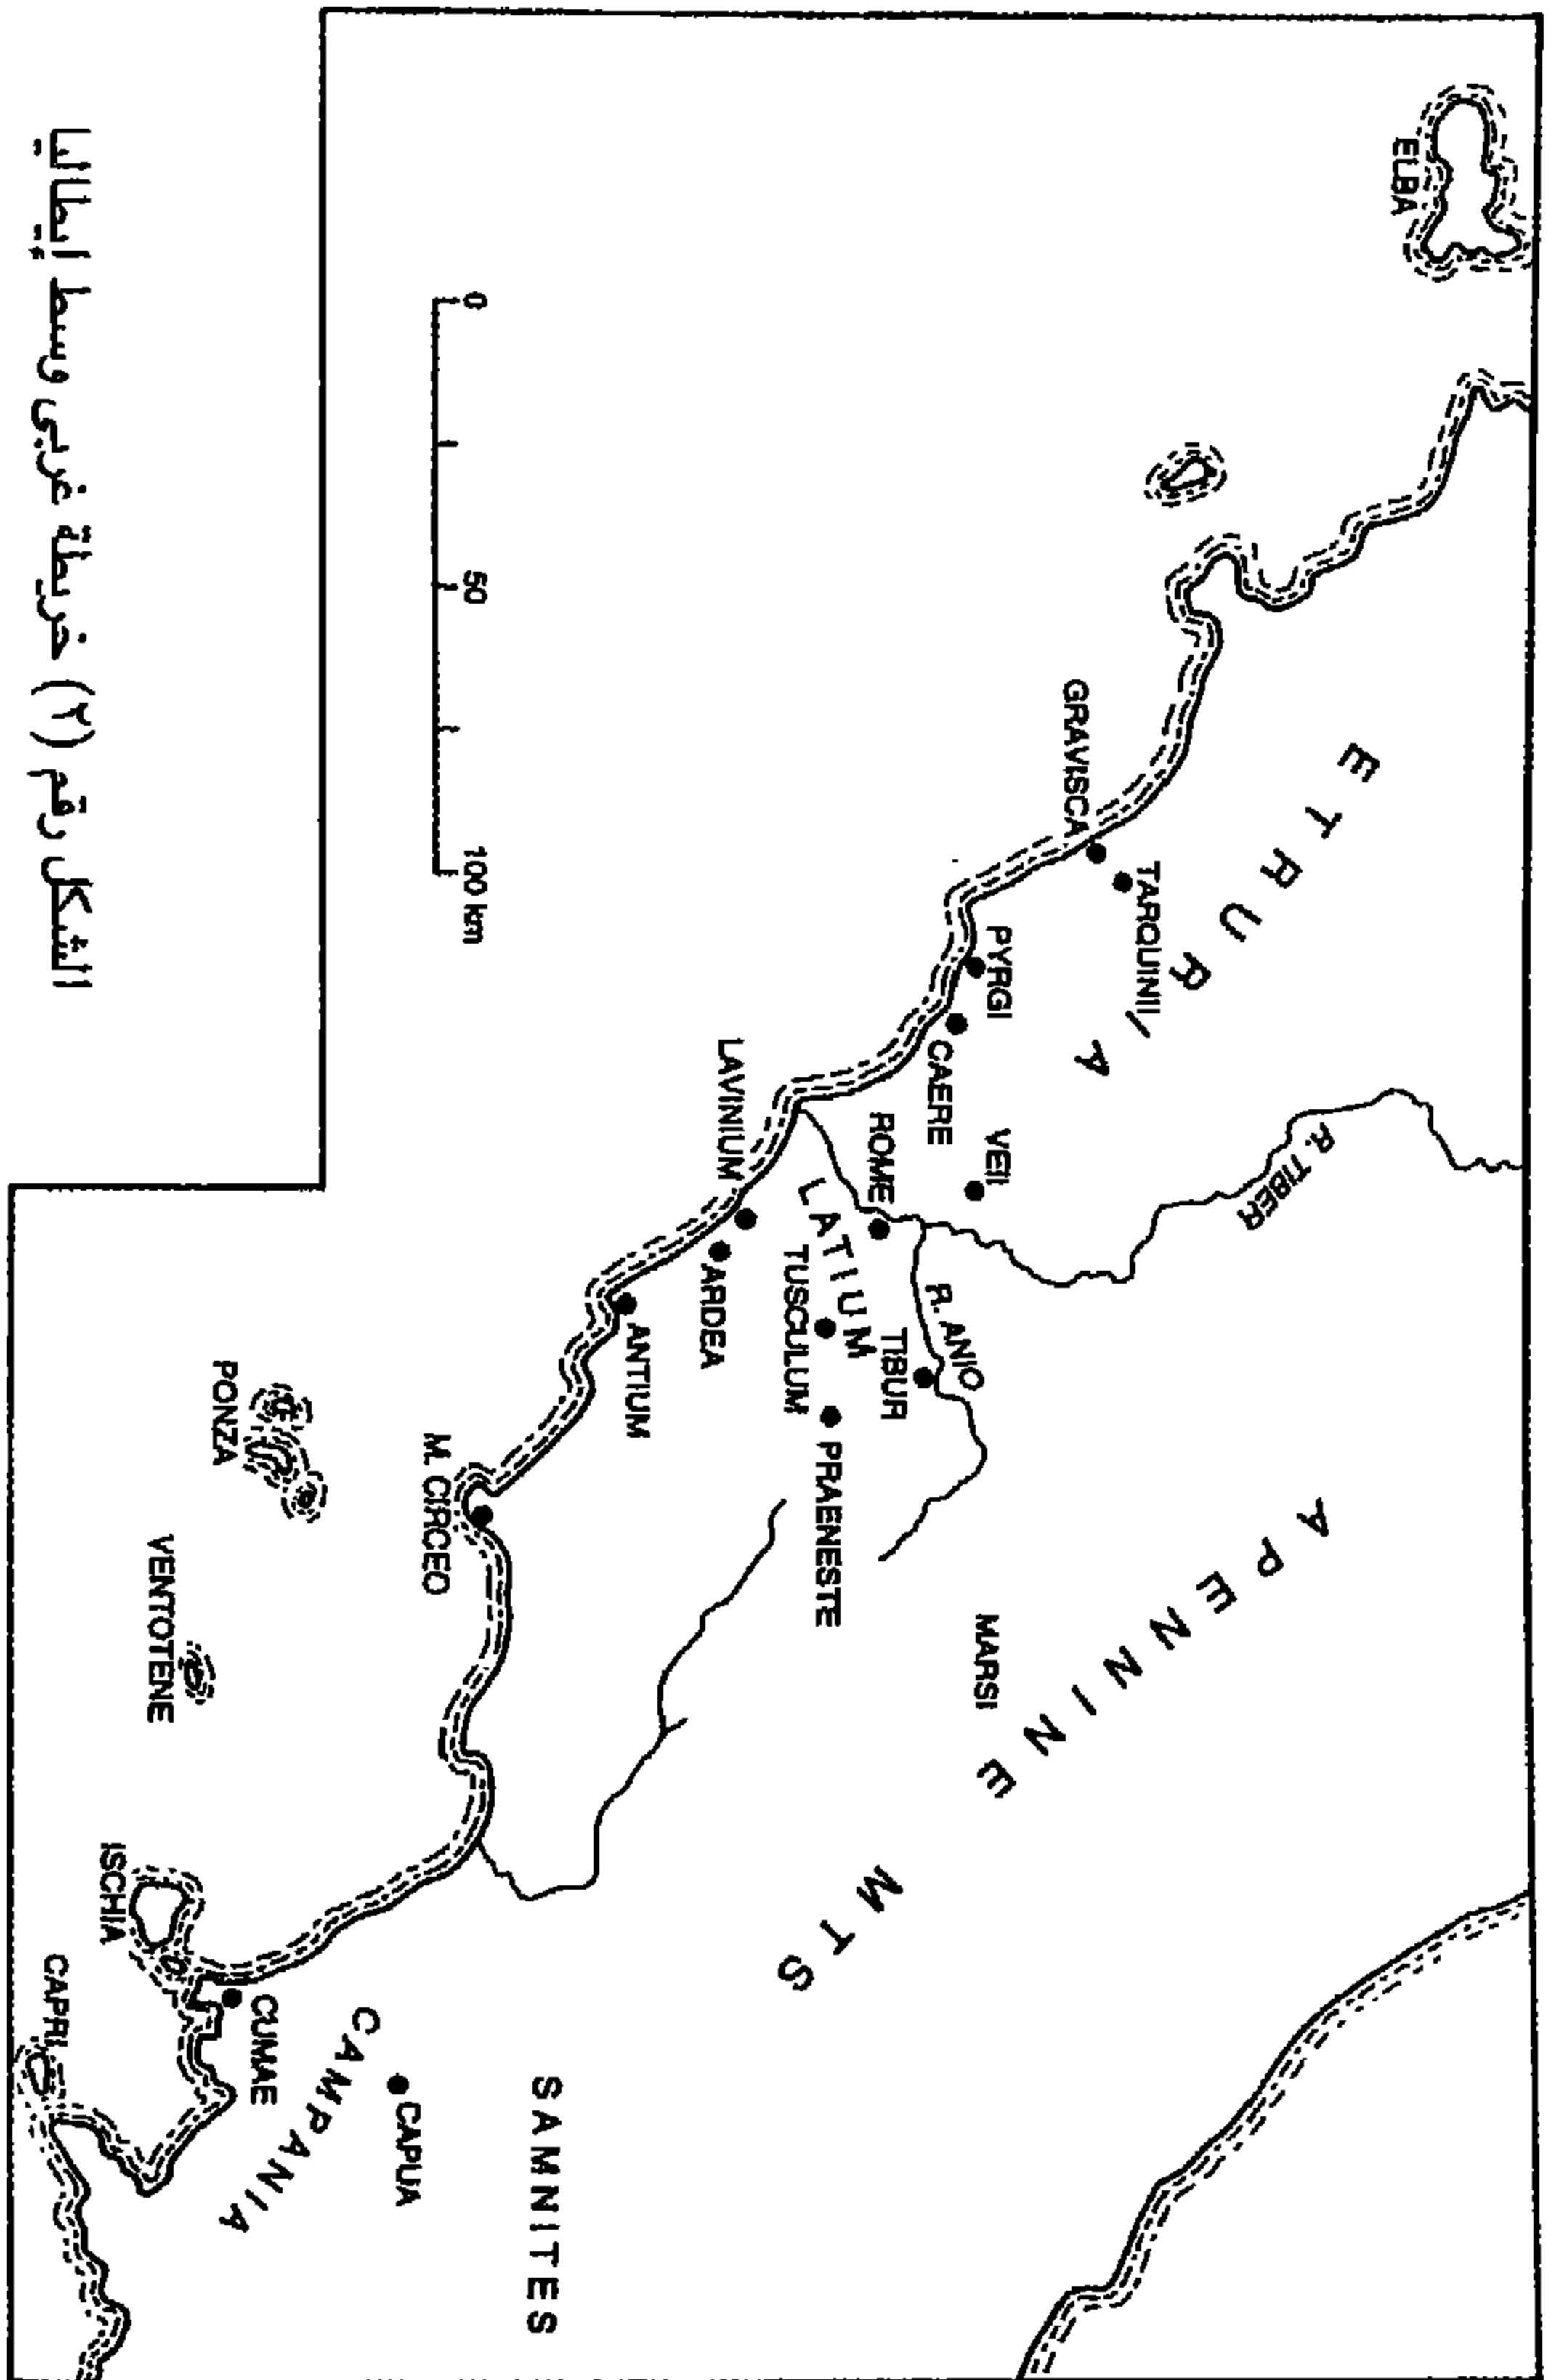 ELBA
ETRURIA
GRAVISCA
TARQUINII
PYRGI
CAERE
VEII
R. TIBER
ROME
LATIUM
R. ANIO
TIBUR
LAVINIUM
ARDEA
TUSCULUM
PRAENESTE
ANTIUM
M. CIRCEO
APENNINE MTS
MARSI
SAMNITES
PONZA
VENTOTENE
ISCHIA
CAPRI
CUMAE
CAMPANIA
CAPUA
0 50 100 km
الشكل رقم (٢) خريطة غربى وسط إيطاليا